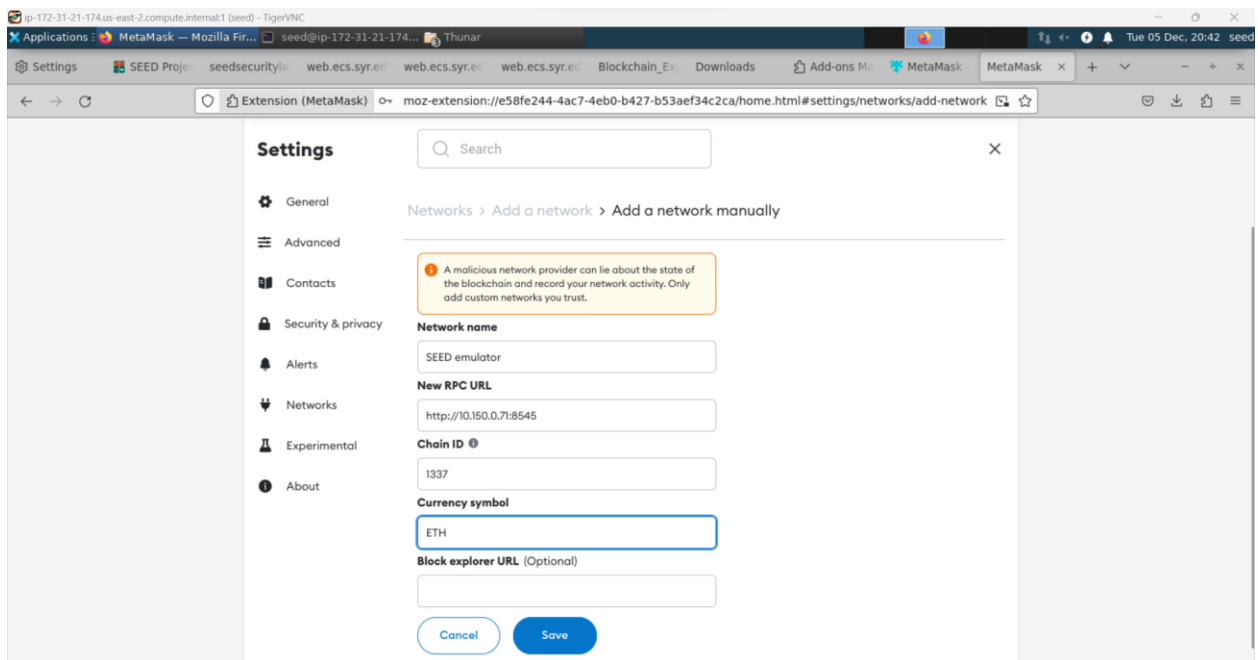 ip-172-31-21-174.us-east-2.compute.internal:1 (seed) - TigerVNC
Applications : MetaMask — Mozilla Fir... seed@ip-172-31-21-174... Thunar Tue 05 Dec, 20:42 seed
Settings SEED Proje seedsecurityla web.ecs.syr.ed web.ecs.syr.ed web.ecs.syr.ed Blockchain_Ex Downloads Add-ons Ma MetaMask - MetaMask
Extension (MetaMask) moz-extension://e58fe244-4ac7-4eb0-b427-b53aef34c2ca/home.html#settings/networks/add-network
Settings
Search
General
Advanced
Contacts
Security & privacy
Alerts
Networks
Experimental
About
Networks > Add a network > Add a network manually
A malicious network provider can lie about the state of
the blockchain and record your network activity. Only
add custom networks you trust.
Network name
SEED emulator
New RPC URL
http://10.150.0.71:8545
Chain ID
1337
Currency symbol
ETH
Block explorer URL (Optional)
Cancel Save